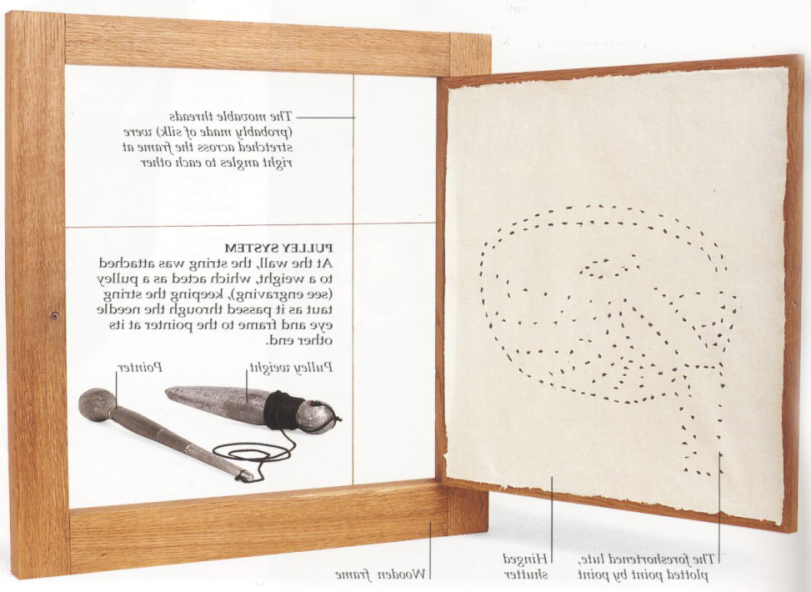 The movable threads
(probably made of silk) were
stretched across the frame at
right angles to each other
PULLEY SYSTEM
At the wall, the string was attached
to a weight, which acted as a pulley
(see engraving), keeping the string
taut as it passed through the needle
eye and frame to the pointer at its
other end.
Pulley weight
Pointer
The foreshortened lute,
plotted point by point
Hinged
shutter
Wooden frame